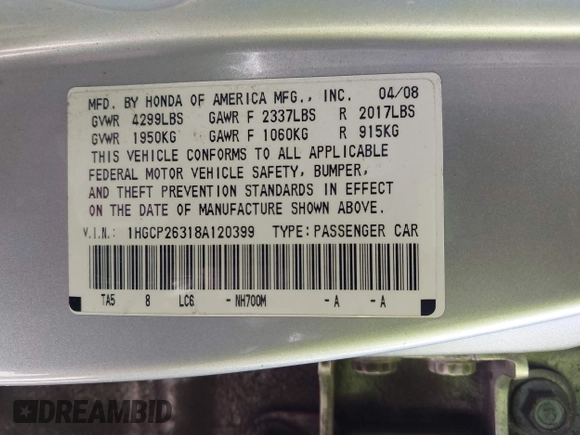 MFD. BY HONDA OF AMERICA MFG., INC. 04/08
GVWR 4299LBS GAWR F 2337LBS R 2017LBS
GVWR 1950KG GAWR F 1060KG R 915KG
THIS VEHICLE CONFORMS TO ALL APPLICABLE
FEDERAL MOTOR VEHICLE SAFETY, BUMPER,
AND THEFT PREVENTION STANDARDS IN EFFECT
ON THE DATE OF MANUFACTURE SHOWN ABOVE.
V.I.N.: 1HGCP26318A120399 TYPE: PASSENGER CAR
TA5 8 LC6 -NH700M -A -A
DREAMBID